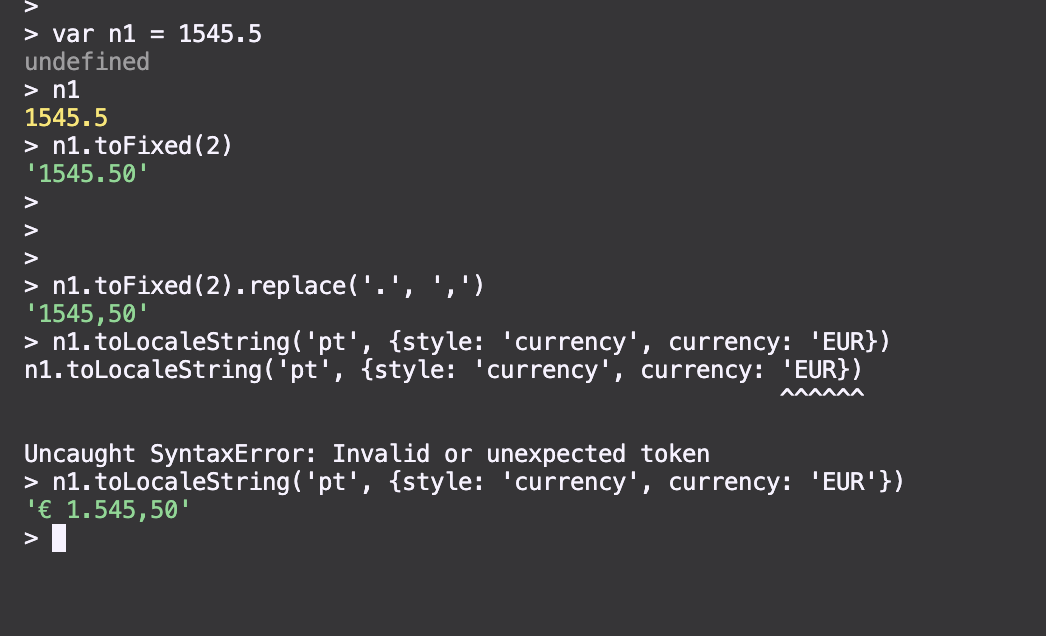 >
> var n1 = 1545.5
undefined
> n1
1545.5
> n1.toFixed(2)
'1545.50'
>
>
>
> n1.toFixed(2).replace('.', ',')
'1545,50'
> n1.toLocaleString('pt', {style: 'currency', currency: 'EUR})
n1.toLocaleString('pt', {style: 'currency', currency: 'EUR})
^^^^^^
Uncaught SyntaxError: Invalid or unexpected token
> n1.toLocaleString('pt', {style: 'currency', currency: 'EUR'})
'€ 1.545,50'
>